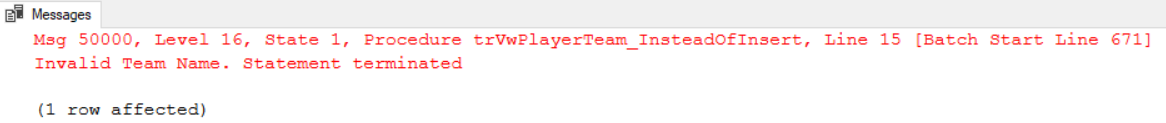 Messages
Msg 50000, Level 16, State 1, Procedure trVwPlayerTeam_InsteadOfInsert, Line 15 [Batch Start Line 671]
Invalid Team Name. Statement terminated
(1 row affected)